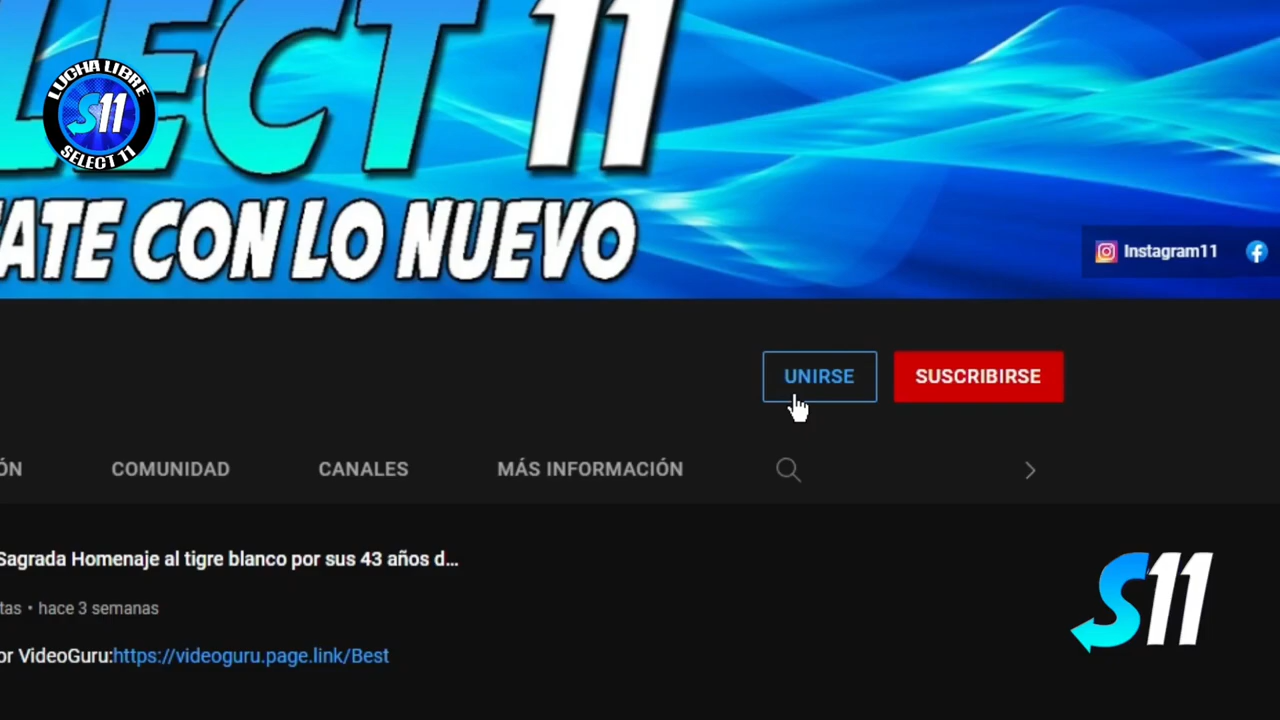 LECT 11
LUCHA LIBRE
S11
SELECT 11
ATE CON LO NUEVO
Instagram11
UNIRSE
SUSCRIBIRSE
ÓN
COMUNIDAD
CANALES
MÁS INFORMACIÓN
Sagrada Homenaje al tigre blanco por sus 43 años d...
tas • hace 3 semanas
S11
or VideoGuru:https://videoguru.page.link/Best